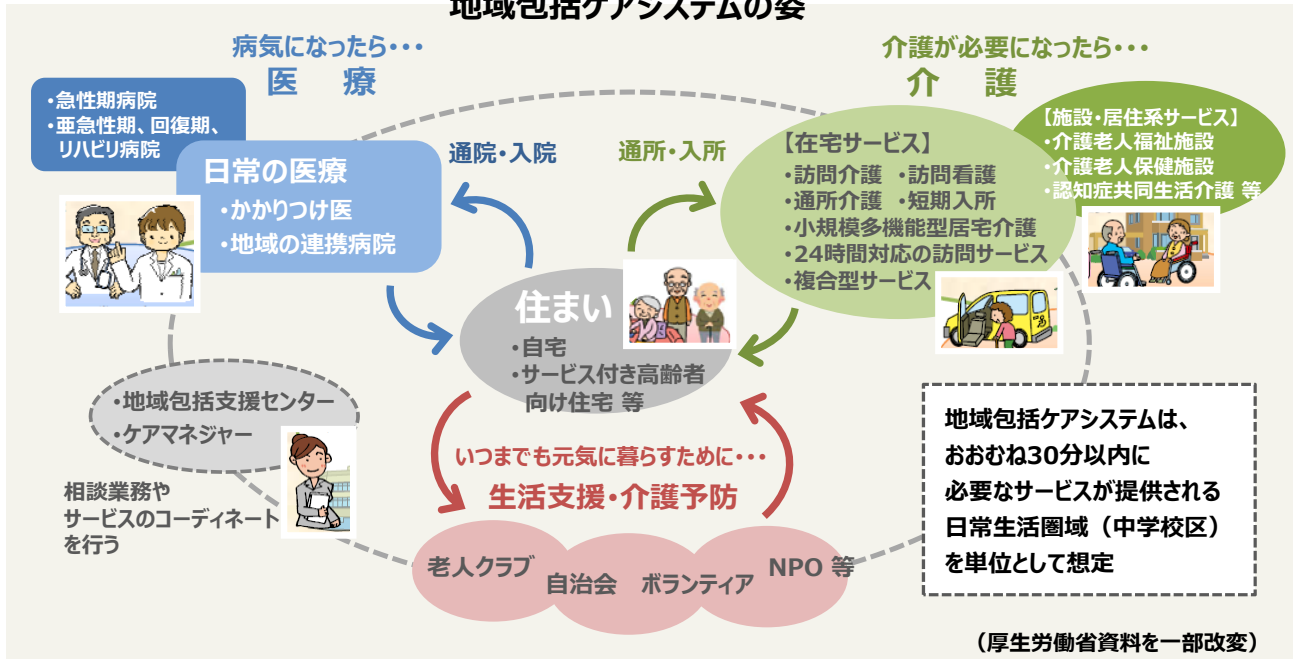 地域包括ケアシステムの姿
病気になったら・・・
医 療
介護が必要になったら・・・
介 護
・急性期病院
・亜急性期、回復期、
リハビリ病院
日常の医療
・かかりつけ医
・地域の連携病院
通院・入院
通所・入所
【在宅サービス】
・訪問介護 ・訪問看護
・通所介護 ・短期入所
・小規模多機能型居宅介護
・24時間対応の訪問サービス
・複合型サービス
【施設・居住系サービス】
・介護老人福祉施設
・介護老人保健施設
・認知症共同生活介護 等
住まい
・自宅
・サービス付き高齢者
向け住宅 等
・地域包括支援センター
・ケアマネジャー
相談業務や
サービスのコーディネート
を行う
いつまでも元気に暮らすために・・・
生活支援・介護予防
老人クラブ
自治会
ボランティア
NPO 等
地域包括ケアシステムは、
おおむね30分以内に
必要なサービスが提供される
日常生活圏域（中学校区）
を単位として想定
（厚生労働省資料を一部改変）